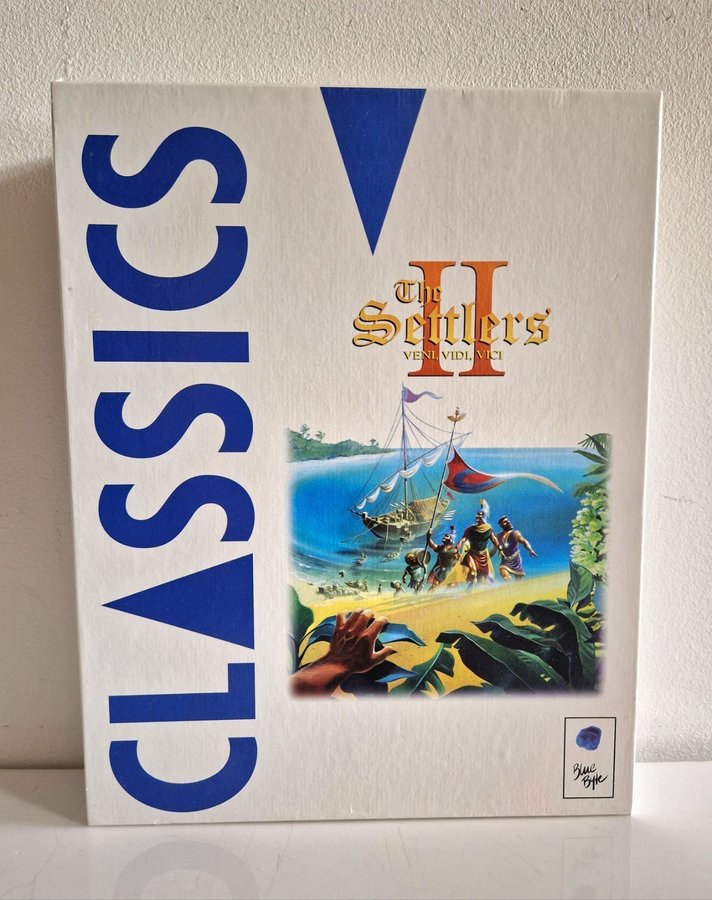 CLASSICS
The
Settlers
II
VENI, VIDI, VICI
Blue
Byte